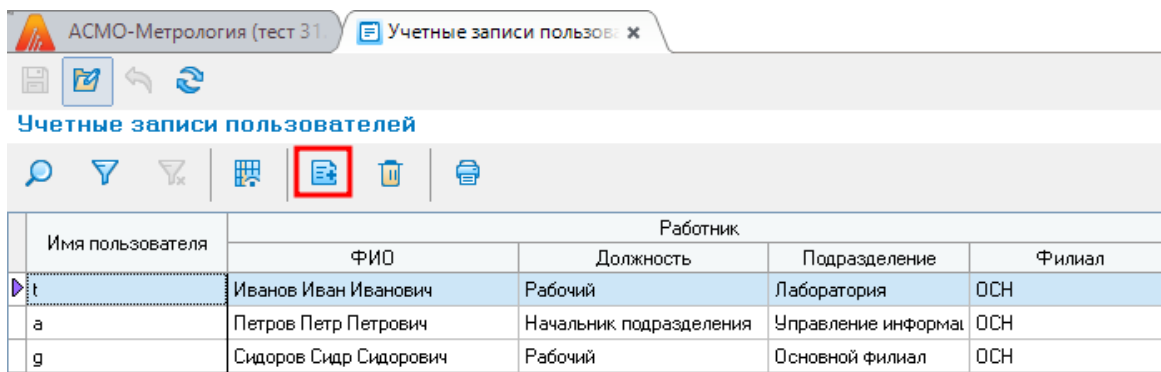 АСМО-Метрология (тест 31. Учетные записи пользов
Учетные записи пользователей
Имя пользователя Работник
ФИО Должность Подразделение Филиал
t Иванов Иван Иванович Рабочий Лаборатория ОСН
а Петров Петр Петрович Начальник подразделения Управление информац ОСН
g Сидоров Сидр Сидорович Рабочий Основной филиал ОСН